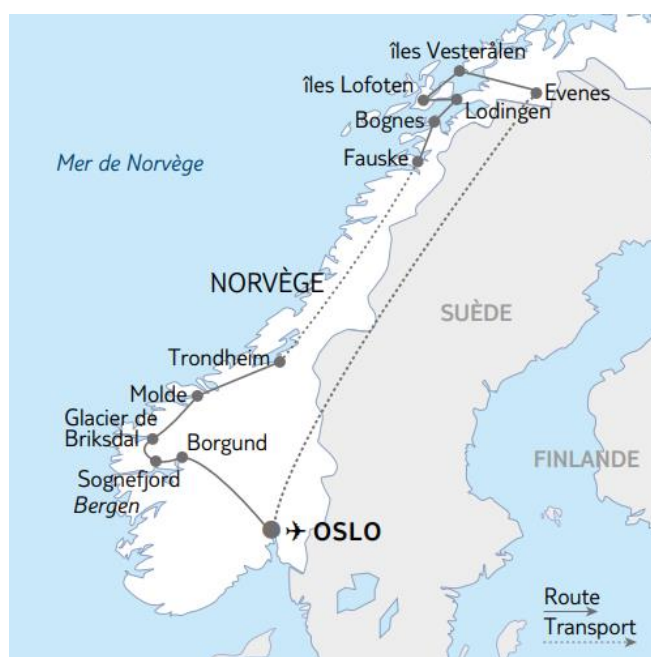 îles Vesterålen
îles Lofoten
Evenes
Lodingen
Bognes
Mer de Norvège
Fauske
NORVÈGE
SUÈDE
Trondheim
Molde
Glacier de
Briksdal
Borgund
FINLANDE
Sognefjord
Bergen
OSLO
Route
Transport